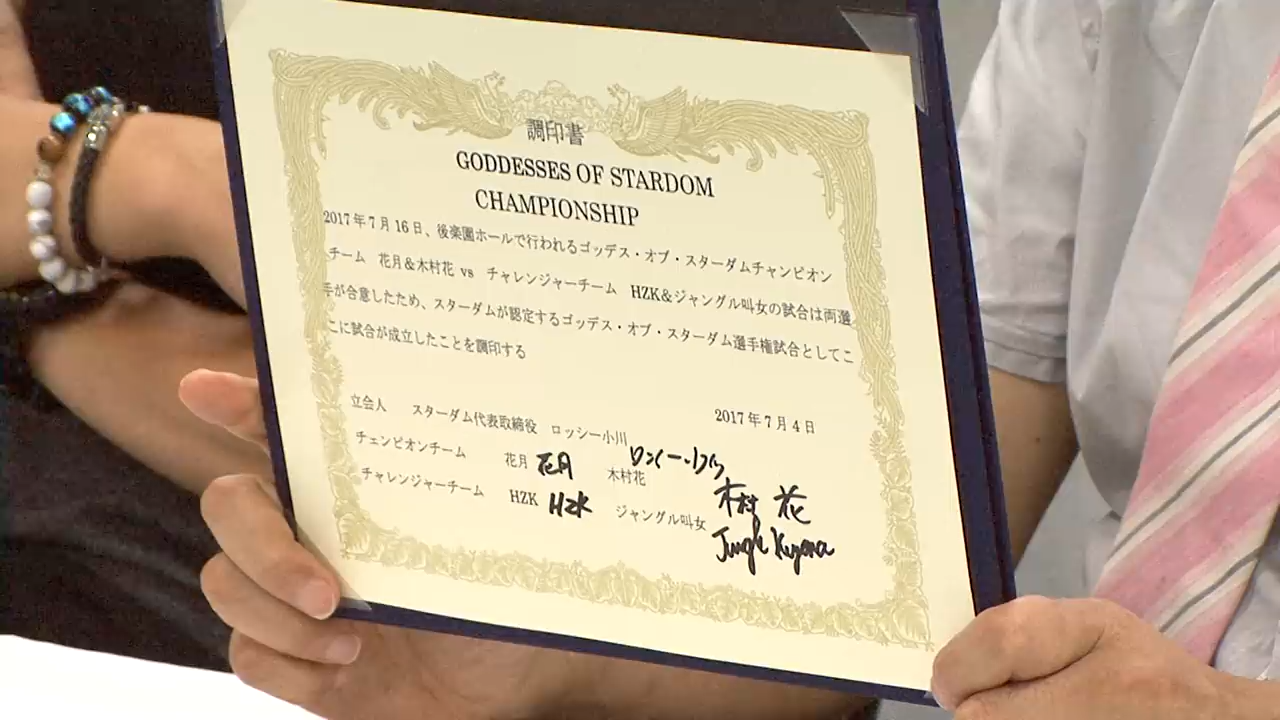 調印書
GODDESSES OF STARDOM
CHAMPIONSHIP
2017年7月16日、後楽園ホールで行われるゴッデス・オブ・スターダムチャンピオン
チーム 花月&木村花 vs チャレンジャーチーム HZK&ジャングル叫女の試合は両選
手が合意したため、スターダムが認定するゴッデス・オブ・スターダム選手権試合としてこ
こに試合が成立したことを調印する
2017年7月4日
立会人 スターダム代表取締役 ロッシー小川 ロッシー小川
チェンピオンチーム 花月 花月 木村花 木村 花
チャレンジャーチーム HZK HZK ジャングル叫女 Jungle Kyona